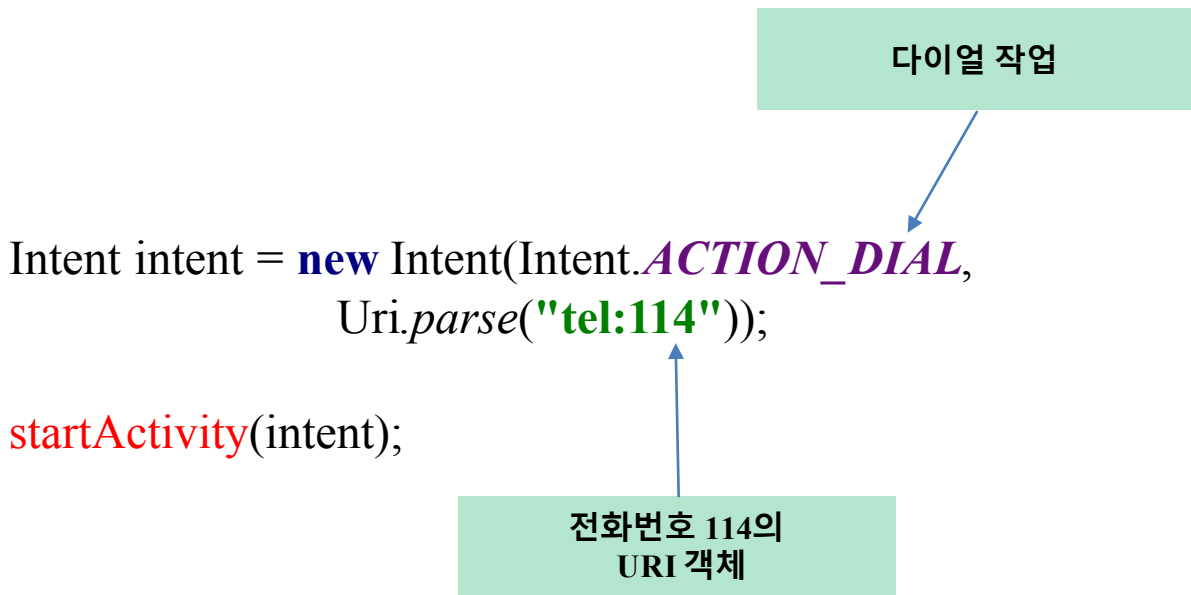 다이얼 작업
Intent intent = new Intent(Intent.ACTION_DIAL,
Uri.parse("tel:114"));
startActivity(intent);
전화번호 114의
URI 객체